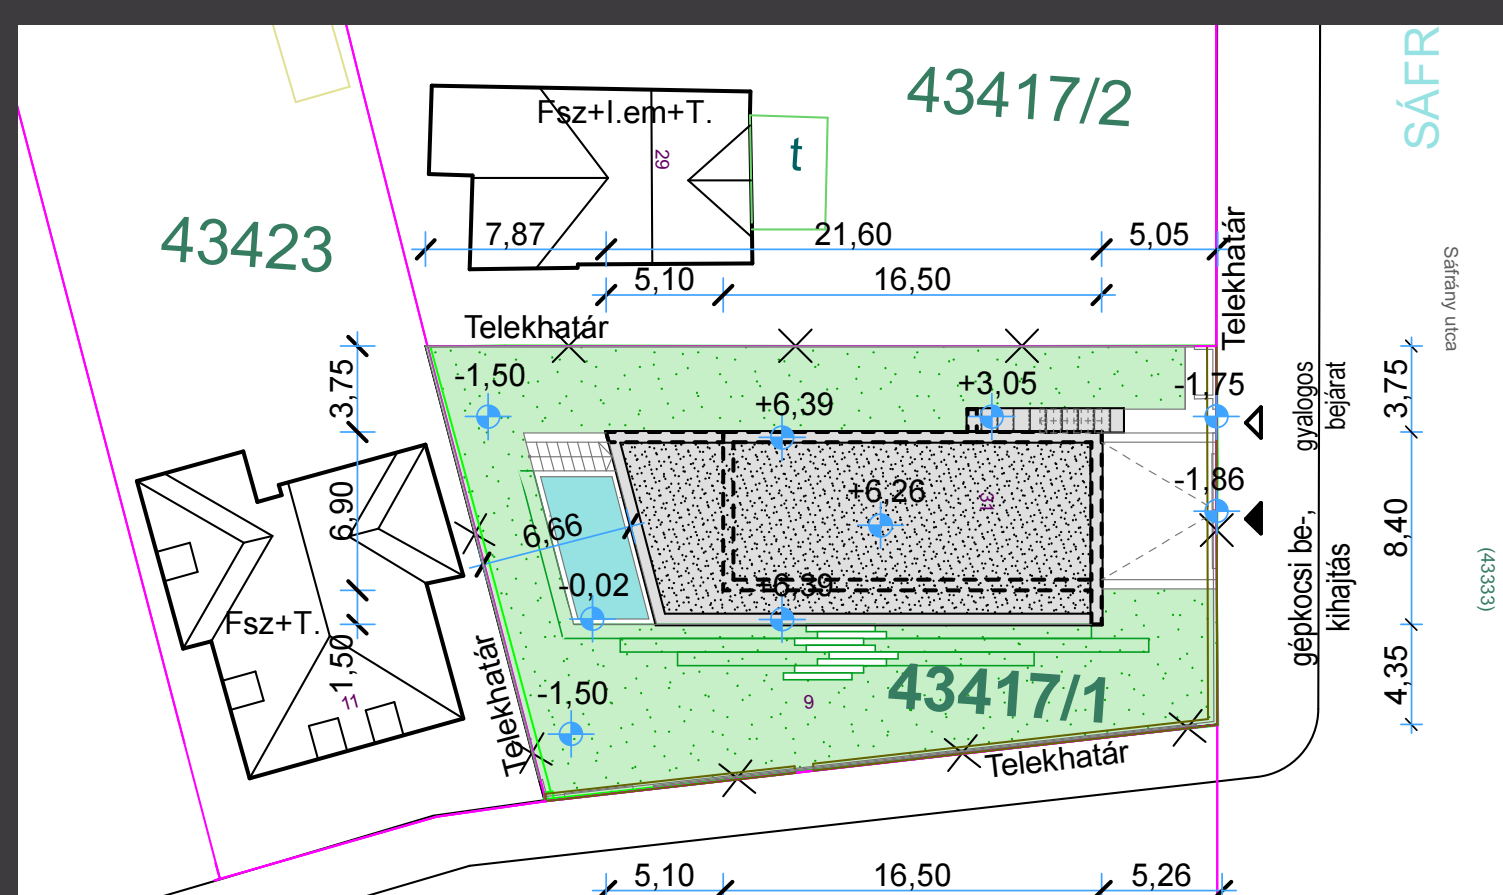 SÁFR
43417/2
Fsz+I.em+T.
29
t
43423
7,87
21,60
5,05
Telekhatár
5,10
16,50
Sáfrány utca
Telekhatár
3,75
-1,50
+6,39
+3,05
-1,75
gyalogos
bejárat
3,75
6,90
+6,26
31
-1,86
6,66
8,40
gépkocsi be-,
kihajtás
(43333)
-0,02
+6,39
Fsz+T.
1,50
11
Telekhatár
-1,50
9
43417/1
4,35
Telekhatár
5,10
16,50
5,26